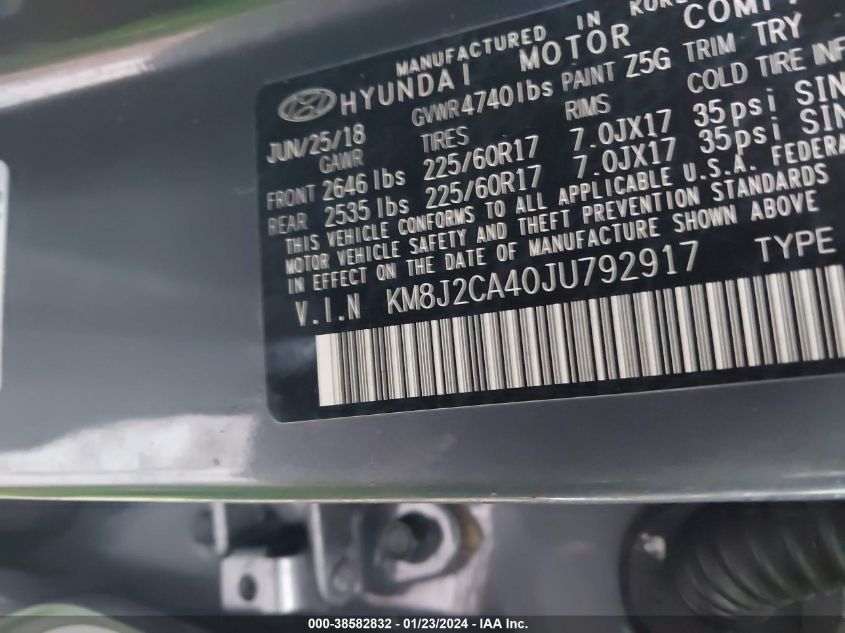 MANUFACTURED IN KOR
HYUNDAI MOTOR COMP
JUN/25/18 GVWR 4740lbs PAINT Z5G TRIM TRY
GAWR TIRES RIMS COLD TIRE INF
FRONT 2646 lbs 225/60R17 7.0JX17 35psi SIN
REAR 2535 lbs 225/60R17 7.0JX17 35psi SIN
THIS VEHICLE CONFORMS TO ALL APPLICABLE U.S.A. FEDERA
MOTOR VEHICLE SAFETY AND THEFT PREVENTION STANDARDS
IN EFFECT ON THE DATE OF MANUFACTURE SHOWN ABOVE
V.I.N KM8J2CA40JU792917 TYPE
000-38582832 - 01/23/2024 - IAA Inc.